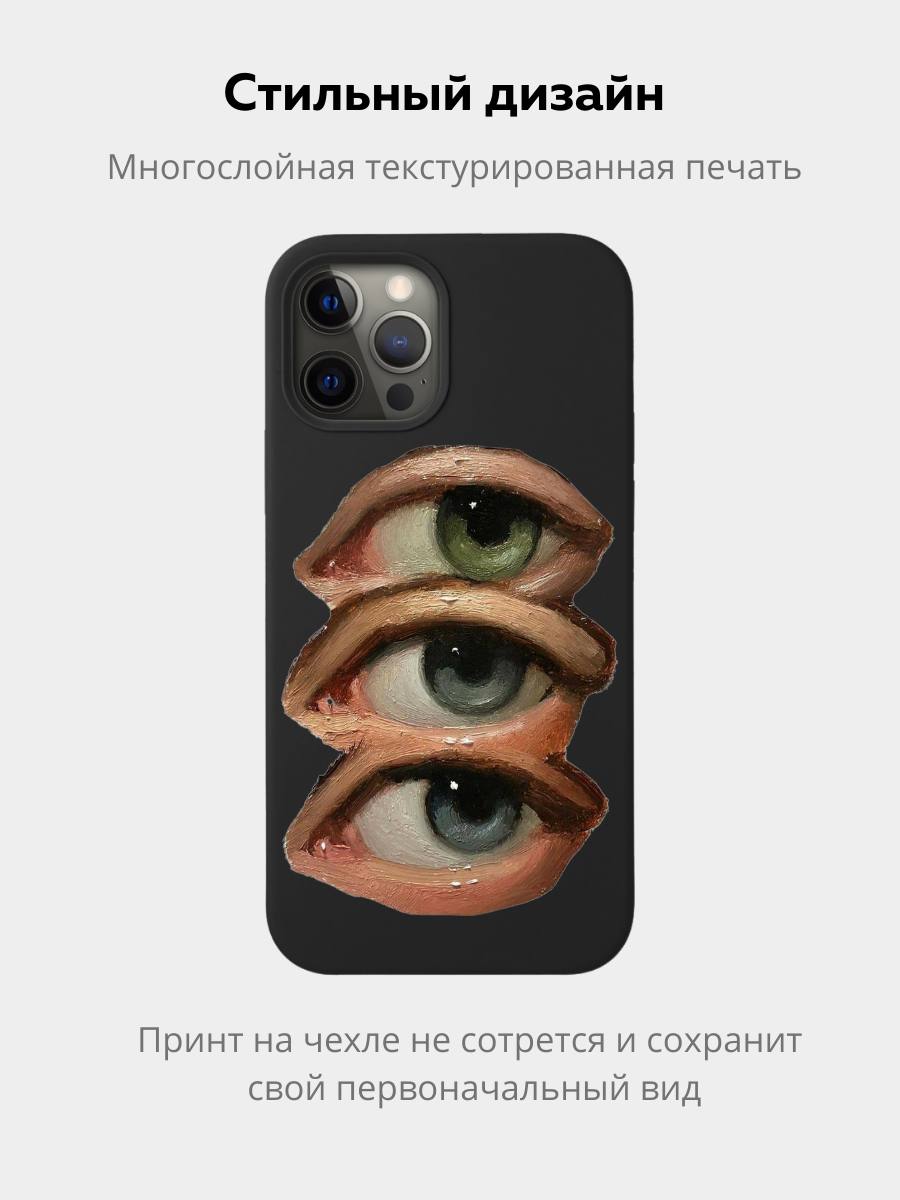 Стильный дизайн
Многослойная текстурированная печать
Принт на чехле не сотрется и сохранит
свой первоначальный вид